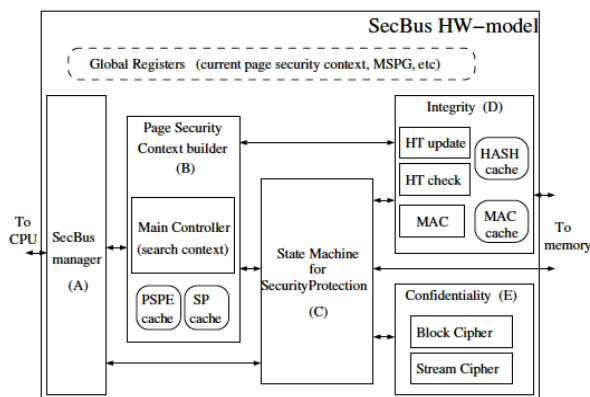 SecBus HW-model
Global Registers (current page security context, MSPG, etc)
To
CPU
SecBus
manager
(A)
Page Security
Context builder
(B)
Main Controller
(search context)
PSPE
cache
SP
cache
State Machine
for
SecurityProtection
(C)
Integrity (D)
HT update
HT check
MAC
HASH
cache
MAC
cache
Confidentiality (E)
Block Cipher
Stream Cipher
To
memory